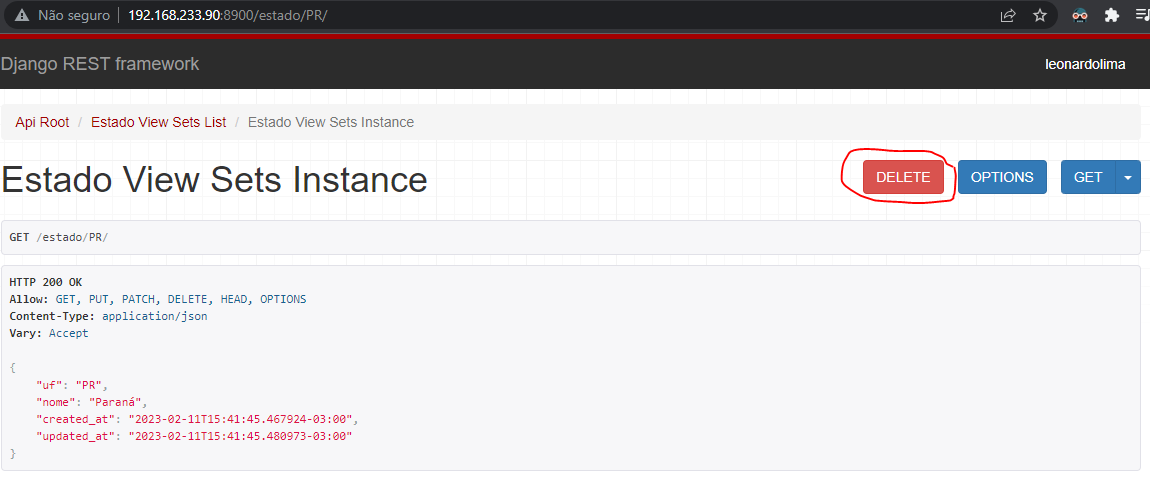 Não seguro 192.168.233.90:8900/estado/PR/
Django REST framework leonardolima
Api Root / Estado View Sets List / Estado View Sets Instance
Estado View Sets Instance DELETE OPTIONS GET
GET /estado/PR/
HTTP 200 OK
Allow: GET, PUT, PATCH, DELETE, HEAD, OPTIONS
Content-Type: application/json
Vary: Accept
{
"uf": "PR",
"nome": "Paraná",
"created_at": "2023-02-11T15:41:45.467924-03:00",
"updated_at": "2023-02-11T15:41:45.480973-03:00"
}